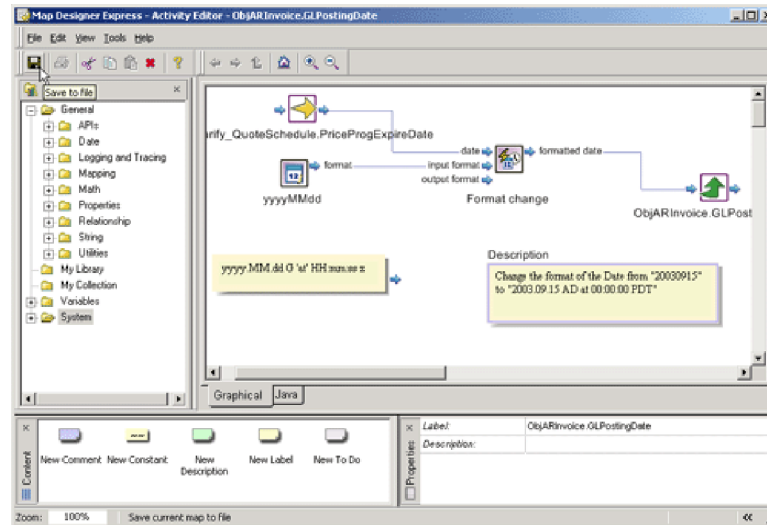 Map Designer Express - Activity Editor - ObjARInvoice.GLPostingDate
File Edit View Tools Help
Save to file
General
APIs
Date
Logging and Tracing
Mapping
Math
Properties
Relationship
String
Utilities
My Library
My Collection
Variables
System
rify_QuoteSchedule.PriceProgExpireDate
format
yyyyMMdd
date
input format
output format
formatted date
Format change
ObjARInvoice.GLPost
yyyy.MM.dd G 'at' HH:mm:ss z
Description
Change the format of the Date from "20030915"
to "2003.09.15 AD at 00:00:00 PDT"
Graphical Java
Content
New Comment New Constant New Description New Label New To Do
Properties
Label: ObjARInvoice.GLPostingDate
Description:
Zoom: 100% Save current map to file